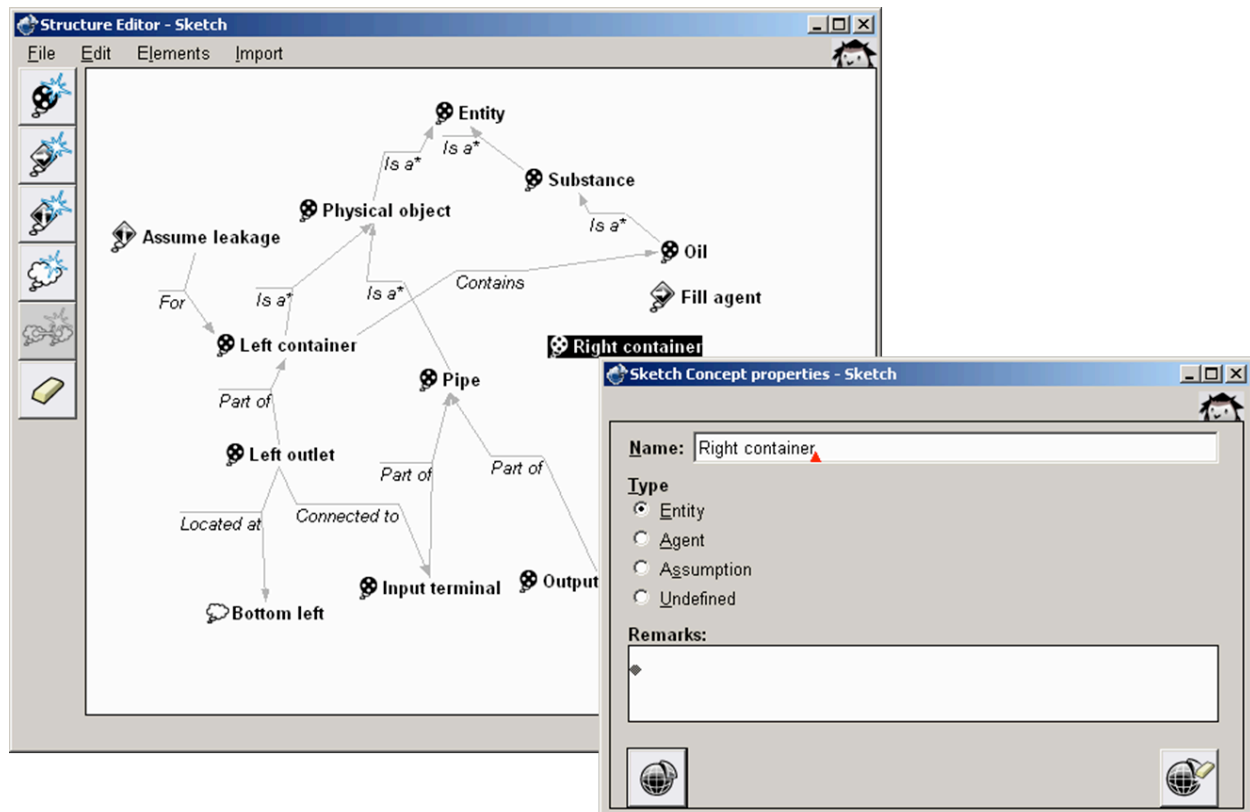 Structure Editor - Sketch
File Edit Elements Import
Entity
Is a*
Is a*
Substance
Physical object
Is a*
Assume leakage
Oil
Contains
Fill agent
For
Is a*
Is a*
Left container
Right container
Pipe
Part of
Left outlet
Part of
Part of
Located at
Connected to
Input terminal
Output
Bottom left
Sketch Concept properties - Sketch
Name: Right container
Type
Entity
Agent
Assumption
Undefined
Remarks: